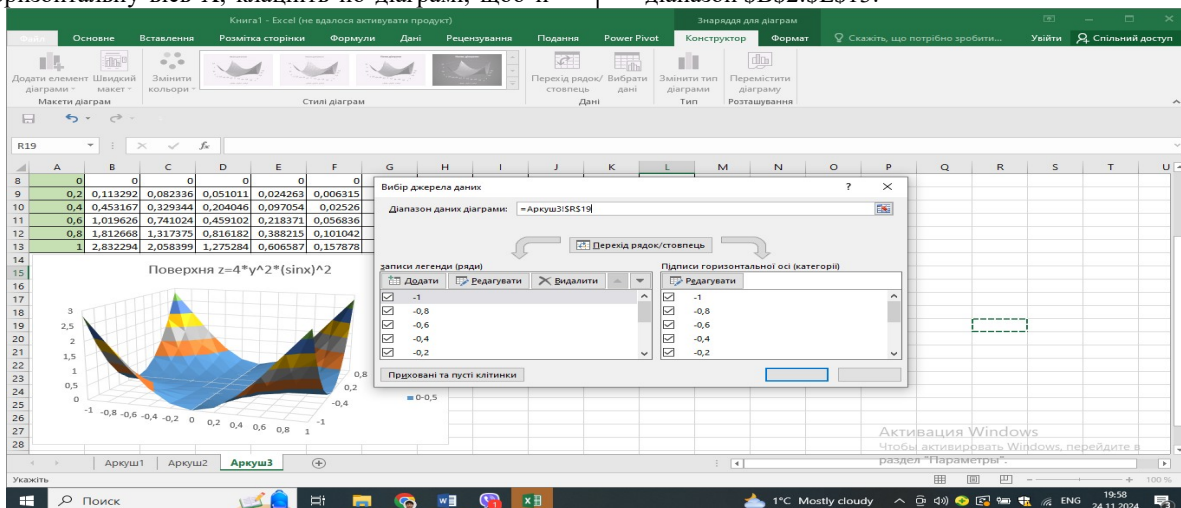 горизонтальну вісь X, клацніть по діаграмі, щоб її
діапазон $B$2:$L$13.
Книга1 - Excel (не вдалося активувати продукт)
Знаряддя для діаграм
Файл Основне Вставлення Розмітка сторінки Формули Дані Рецензування Подання Power Pivot Конструктор Формат Скажіть, що потрібно зробити... Увійти Спільний доступ
Додати елемент діаграми
Швидкий макет
Змінити кольори
Перехід рядок/стовпець
Вибрати дані
Змінити тип діаграми
Перемістити діаграму
Макети діаграм Стилі діаграм Дані Тип Розташування
R19 fx
A B C D E F G H I J K L M N O P Q R S T U
8 0 0 0 0 0 0
9 0,2 0,113292 0,082336 0,051011 0,024263 0,006315
10 0,4 0,453167 0,329344 0,204046 0,097054 0,02526
11 0,6 1,019626 0,741024 0,459102 0,218371 0,056836
12 0,8 1,812668 1,317375 0,816182 0,388215 0,101042
13 1 2,832294 2,058399 1,275284 0,606587 0,157878
14
15
16
17
18
19
20
21
22
23
24
25
26
27
28
Поверхня z=4*y^2*(sinx)^2
3
2,5
2
1,5
1
0,5
0
-1 -0,8 -0,6 -0,4 -0,2 0 0,2 0,4 0,6 0,8 1
0,8
0,2
-0,4
-1
0-0,5
Вибір джерела даних ? ×
Діапазон даних діаграми: =Аркуш3!$R$19
Перехід рядок/стовпець
записи легенди (ряди)
Додати Редагувати Видалити
-1
-0,8
-0,6
-0,4
-0,2
Підписи горизонтальної осі (категорії)
Редагувати
-1
-0,8
-0,6
-0,4
-0,2
Приховані та пусті клітинки
Активация Windows
Чтобы активировать Windows, перейдите в
раздел "Параметры".
Аркуш1 Аркуш2 Аркуш3
Укажіть 100 %
Поиск 1°C Mostly cloudy ENG 19:58
24.11.2024